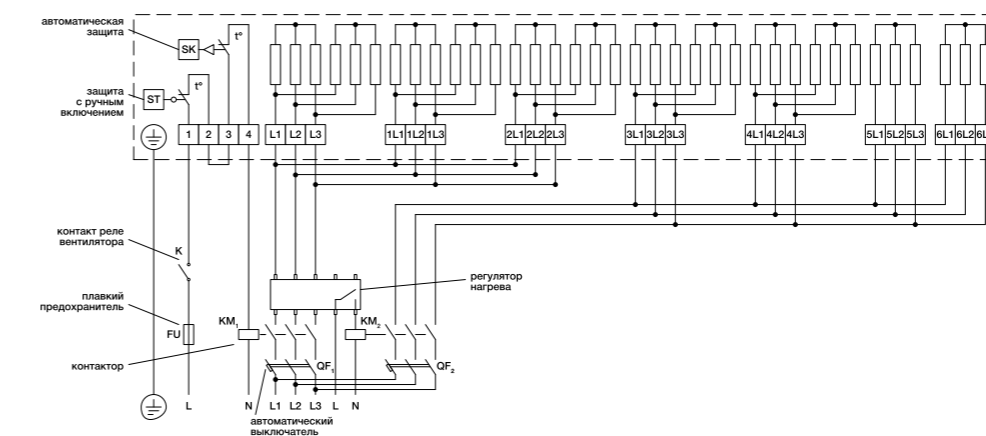 автоматическая
защита
SK
t°
защита
с ручным
включением
ST
t°
1 2 3 4 L1 L2 L3 1L1 1L2 1L3 2L1 2L2 2L3 3L1 3L2 3L3 4L1 4L2 4L3 5L1 5L2 5L3 6L1 6L2 6L
контакт реле
вентилятора
K
регулятор
нагрева
плавкий
предохранитель
FU
KM1
KM2
контактор
QF1
QF2
L N L1 L2 L3 L N
автоматический
выключатель